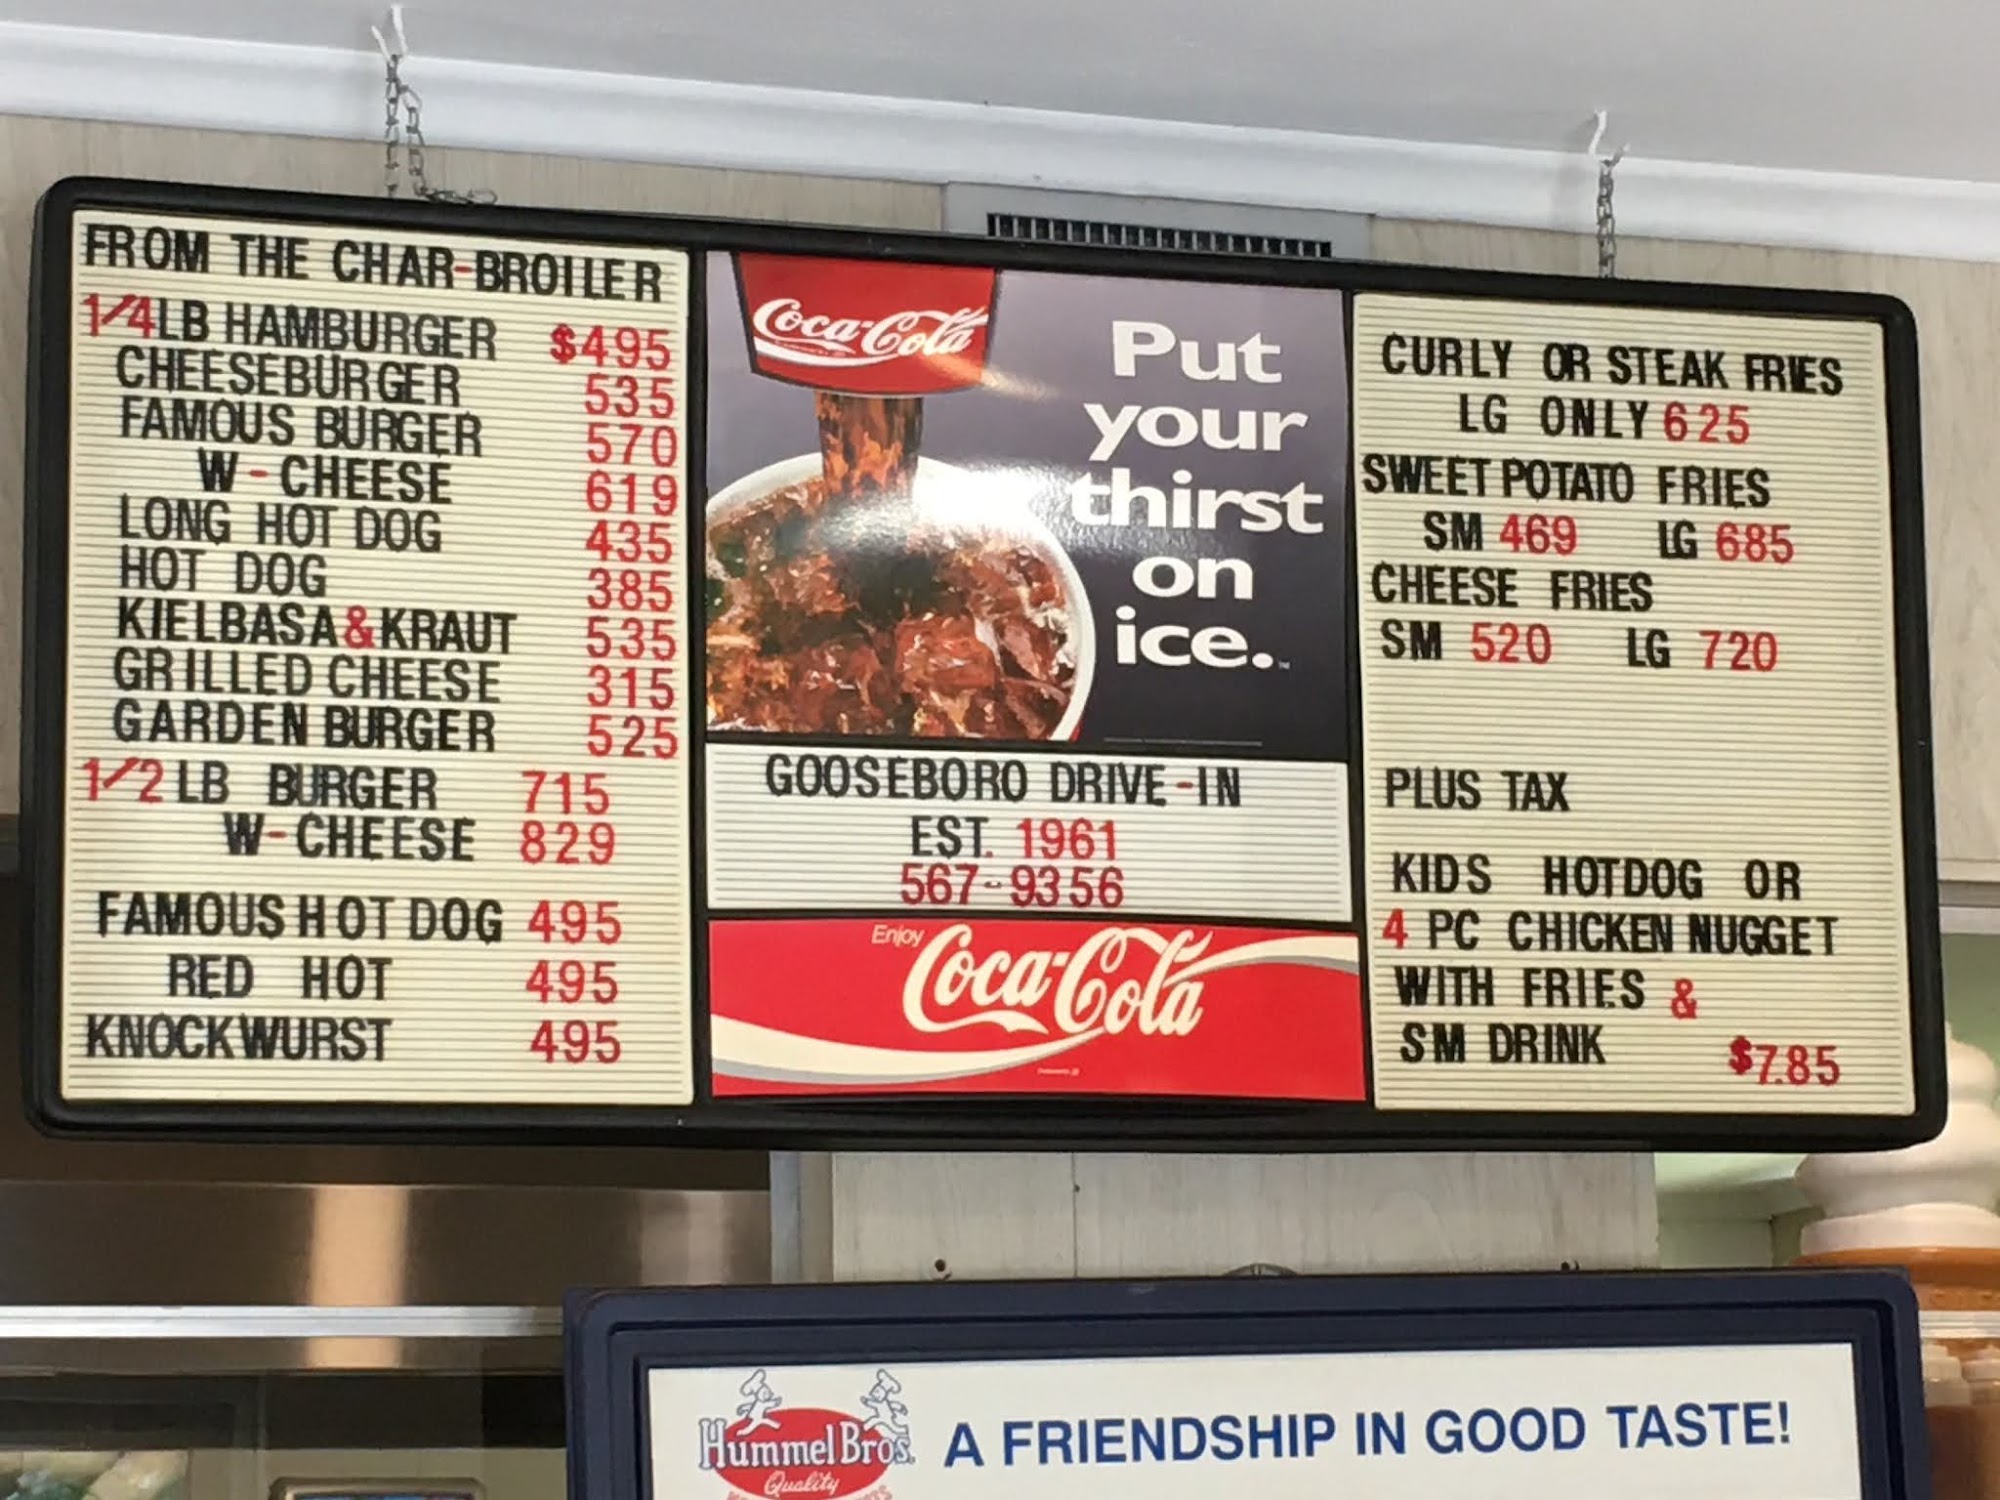 FROM THE CHAR-BROILER
1/4 LB HAMBURGER $495
CHEESEBURGER 535
FAMOUS BURGER 570
W-CHEESE 619
LONG HOT DOG 435
HOT DOG 385
KIELBASA & KRAUT 535
GRILLED CHEESE 315
GARDEN BURGER 525
1/2 LB BURGER 715
W-CHEESE 829
FAMOUS HOT DOG 495
RED HOT 495
KNOCKWURST 495
Coca-Cola
Put
your
thirst
on
ice.
GOOSEBORO DRIVE-IN
EST. 1961
567-9356
Enjoy
Coca-Cola
CURLY OR STEAK FRIES
LG ONLY 625
SWEET POTATO FRIES
SM 469 LG 685
CHEESE FRIES
SM 520 LG 720
PLUS TAX
KIDS HOTDOG OR
4 PC CHICKEN NUGGET
WITH FRIES &
SM DRINK $7.85
Hummel Bros.
Quality
A FRIENDSHIP IN GOOD TASTE!